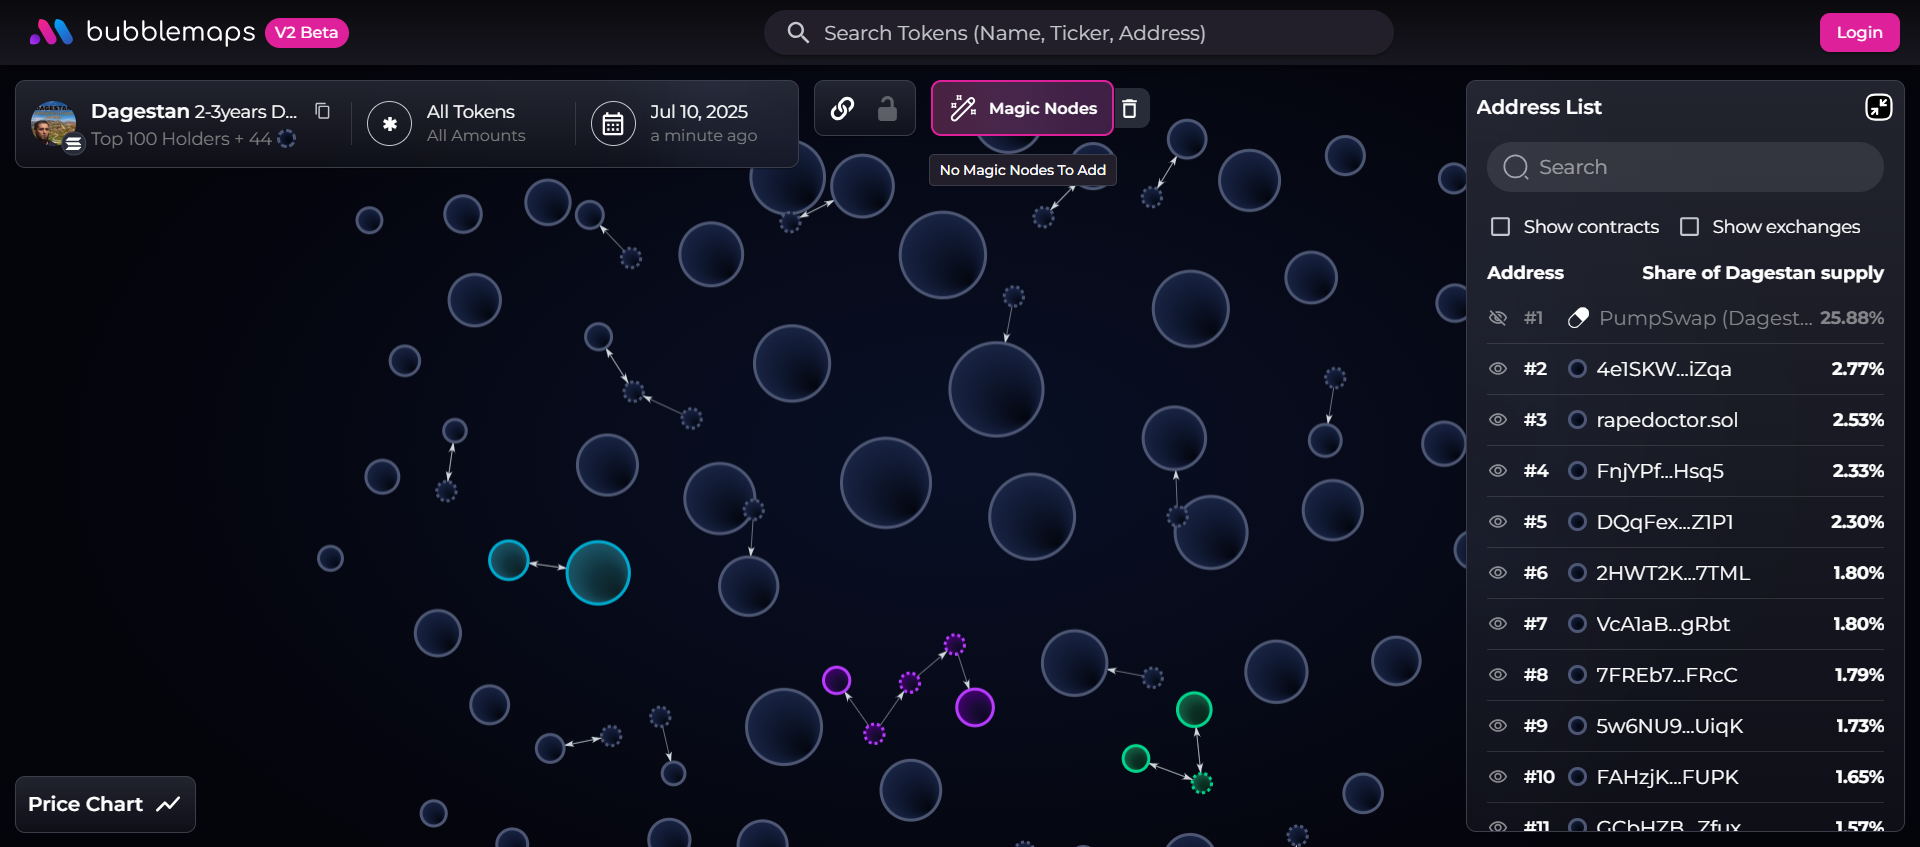 bubblemaps V2 Beta
Search Tokens (Name, Ticker, Address)
Login
Dagestan 2-3years D...
Top 100 Holders + 44
All Tokens
All Amounts
Jul 10, 2025
a minute ago
Magic Nodes
No Magic Nodes To Add
Address List
Search
Show contracts
Show exchanges
Address Share of Dagestan supply
#1 PumpSwap (Dagest... 25.88%
#2 4e1SKW...iZqa 2.77%
#3 rapedoctor.sol 2.53%
#4 FnjYPf...Hsq5 2.33%
#5 DQqFex...Z1P1 2.30%
#6 2HWT2K...7TML 1.80%
#7 VcA1aB...gRbt 1.80%
#8 7FREb7...FRcC 1.79%
#9 5w6NU9...UiqK 1.73%
#10 FAHzjK...FUPK 1.65%
#11 GCbHZB...Zfux 1.57%
Price Chart